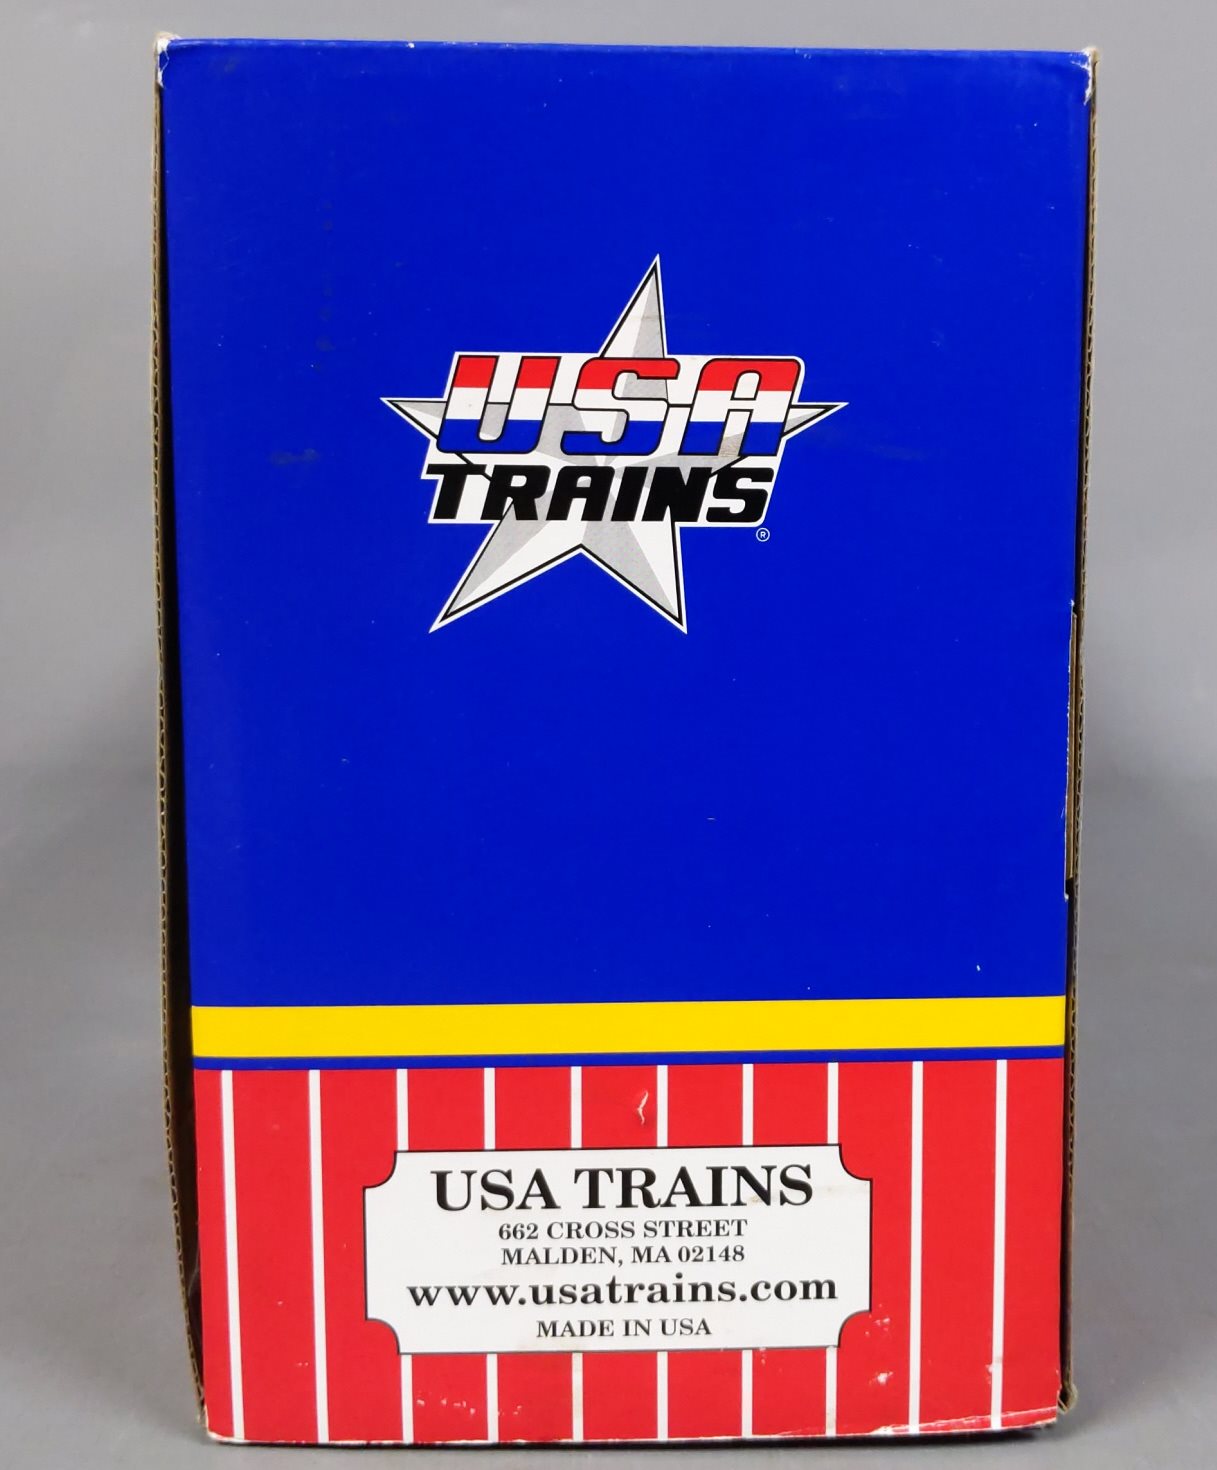 USA
TRAINS
®
USA TRAINS
662 CROSS STREET
MALDEN, MA 02148
www.usatrains.com
MADE IN USA